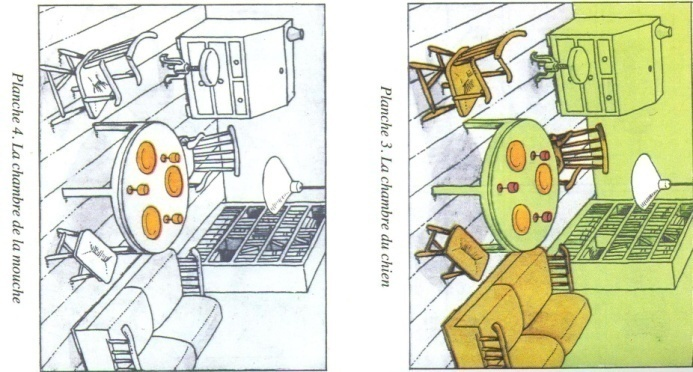 Planche 3. La chambre du chien
Planche 4. La chambre de la mouche